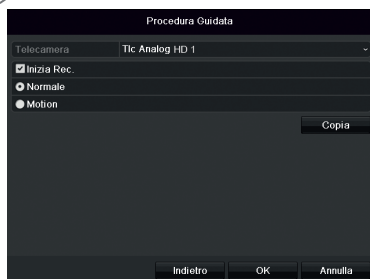 Procedura Guidata
Telecamera Tlc Analog HD 1
Inizia Rec.
Normale
Motion
Copia
Indietro OK Annulla